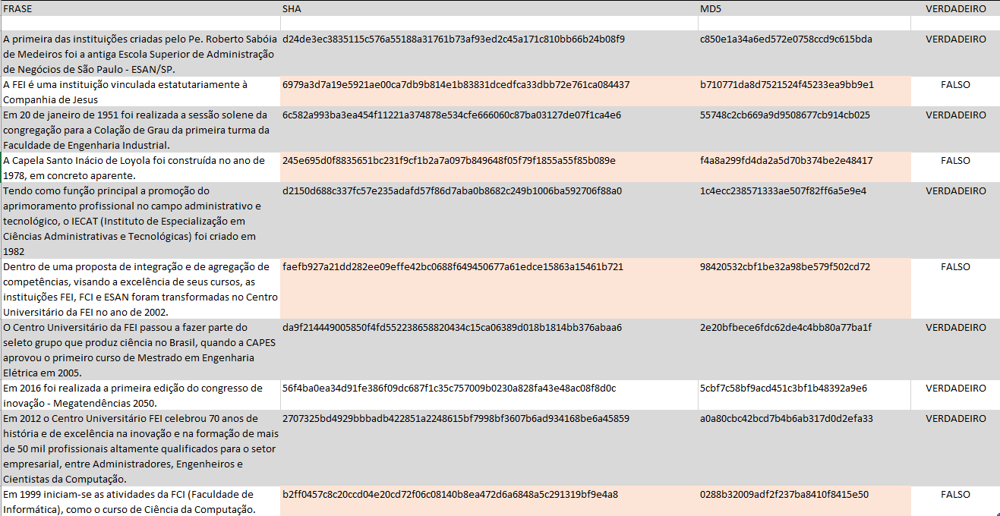 FRASE SHA MD5 VERDADEIRO
A primeira das instituições criadas pelo Pe. Roberto Sabóia d24de3ec3835115c576a55188a31761b73af93ed2c45a171c810bb66b24b08f9 c850e1a34a6ed572e0758ccd9c615bda VERDADEIRO
de Medeiros foi a antiga Escola Superior de Administração
de Negócios de São Paulo - ESAN/SP.
A FEI é uma instituição vinculada estatutariamente à 6979a3d7a19e5921ae00ca7db9b814e1b83831dcedfca33dbb72e761ca084437 b710771da8d7521524f45233ea9bb9e1 FALSO
Companhia de Jesus
Em 20 de janeiro de 1951 foi realizada a sessão solene da 6c582a993ba3ea454f11221a374878e534cfe666060c87ba03127de07f1ca4e6 55748c2cb669a9d9508677cb914cb025 VERDADEIRO
congregação para a Colação de Grau da primeira turma da
Faculdade de Engenharia Industrial.
A Capela Santo Inácio de Loyola foi construída no ano de 245e695d0f8835651bc231f9cf1b2a7a097b849648f05f79f1855a55f85b089e f4a8a299fd4da2a5d70b374be2e48417 FALSO
1978, em concreto aparente.
Tendo como função principal a promoção do d2150d688c337fc57e235adafd57f86d7aba0b8682c249b1006ba592706f88a0 1c4ecc238571333ae507f82ff6a5e9e4 VERDADEIRO
aprimoramento profissional no campo administrativo e
tecnológico, o IECAT (Instituto de Especialização em
Ciências Administrativas e Tecnológicas) foi criado em
1982
Dentro de uma proposta de integração e de agregação de faefb927a21dd282ee09effe42bc0688f649450677a61edce15863a15461b721 98420532cbf1be32a98be579f502cd72 FALSO
competências, visando a excelência de seus cursos, as
instituições FEI, FCI e ESAN foram transformadas no Centro
Universitário da FEI no ano de 2002.
O Centro Universitário da FEI passou a fazer parte do da9f214449005850f4fd552238658820434c15ca06389d018b1814bb376abaa6 2e20bfbece6fdc62de4c4bb80a77ba1f VERDADEIRO
seleto grupo que produz ciência no Brasil, quando a CAPES
aprovou o primeiro curso de Mestrado em Engenharia
Elétrica em 2005.
Em 2016 foi realizada a primeira edição do congresso de 56f4ba0ea34d91fe386f09dc687f1c35c757009b0230a828fa43e48ac08f8d0c 5cbf7c58bf9acd451c3bf1b48392a9e6 VERDADEIRO
inovação - Megatendências 2050.
Em 2012 o Centro Universitário FEI celebrou 70 anos de 2707325bd4929bbbadb422851a2248615bf7998bf3607b6ad934168be6a45859 a0a80cbc42bcd7b4b6ab317d0d2efa33 VERDADEIRO
história e de excelência na inovação e na formação de mais
de 50 mil profissionais altamente qualificados para o setor
empresarial, entre Administradores, Engenheiros e
Cientistas da Computação.
Em 1999 iniciam-se as atividades da FCI (Faculdade de b2ff0457c8c20ccd04e20cd72f06c08140b8ea472d6a6848a5c291319bf9e4a8 0288b32009adf2f237ba8410f8415e50 FALSO
Informática), como o curso de Ciência da Computação.